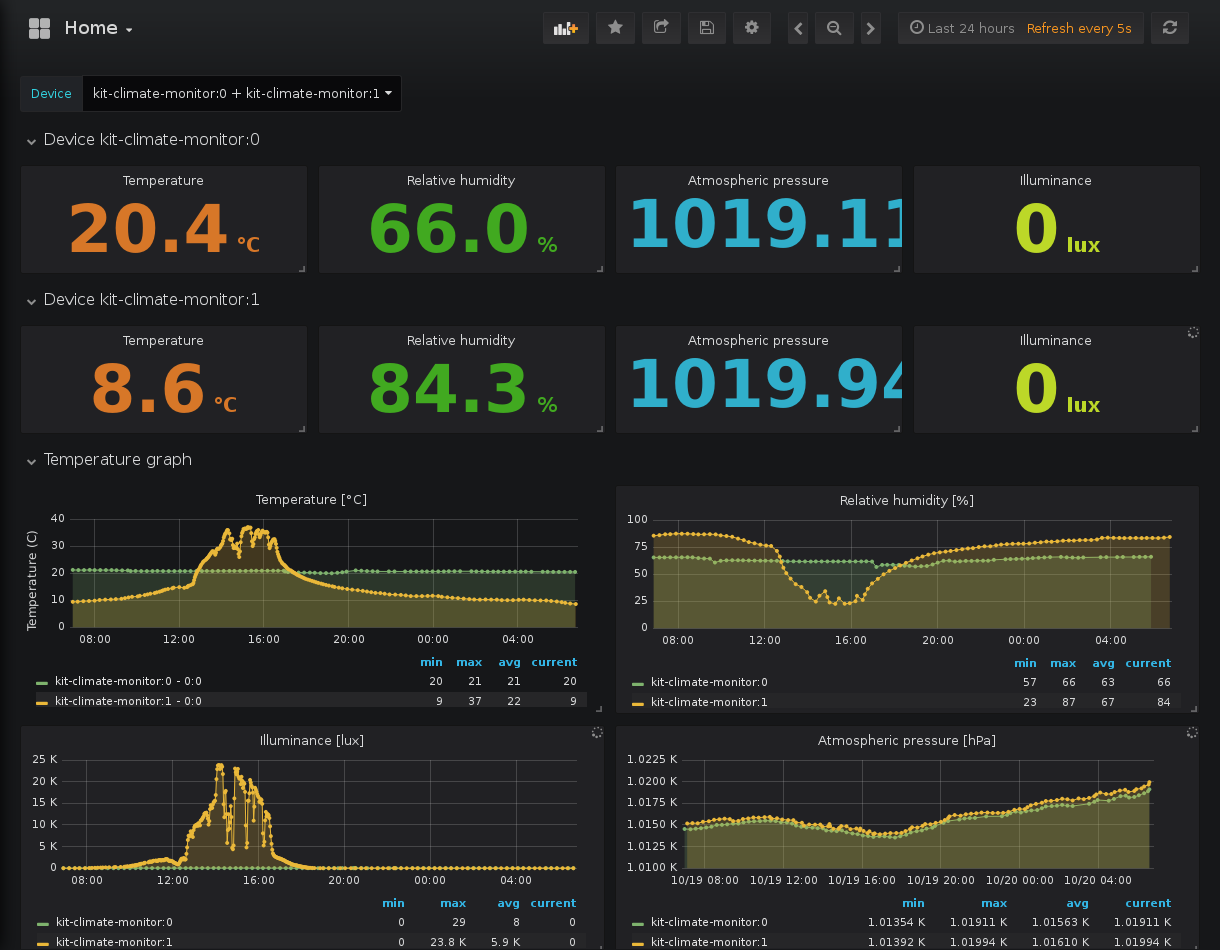 Home
Last 24 hours Refresh every 5s
Device kit-climate-monitor:0 + kit-climate-monitor:1
Device kit-climate-monitor:0
Temperature Relative humidity Atmospheric pressure Illuminance
20.4 °C 66.0 % 1019.11 0 lux
Device kit-climate-monitor:1
Temperature Relative humidity Atmospheric pressure Illuminance
8.6 °C 84.3 % 1019.94 0 lux
Temperature graph
Temperature [°C]
Temperature (C)
40
30
20
10
0
08:00 12:00 16:00 20:00 00:00 04:00
min max avg current
kit-climate-monitor:0 - 0:0 20 21 21 20
kit-climate-monitor:1 - 0:0 9 37 22 9
Relative humidity [%]
100
75
50
25
0
08:00 12:00 16:00 20:00 00:00 04:00
min max avg current
kit-climate-monitor:0 57 66 63 66
kit-climate-monitor:1 23 87 67 84
Illuminance [lux]
25 K
20 K
15 K
10 K
5 K
0
08:00 12:00 16:00 20:00 00:00 04:00
min max avg current
kit-climate-monitor:0 0 29 8 0
kit-climate-monitor:1 0 23.8 K 5.9 K 0
Atmospheric pressure [hPa]
1.0225 K
1.0200 K
1.0175 K
1.0150 K
1.0125 K
1.0100 K
10/19 08:00 10/19 12:00 10/19 16:00 10/19 20:00 10/20 00:00 10/20 04:00
min max avg current
kit-climate-monitor:0 1.01354 K 1.01911 K 1.01563 K 1.01911 K
kit-climate-monitor:1 1.01392 K 1.01994 K 1.01610 K 1.01994 K